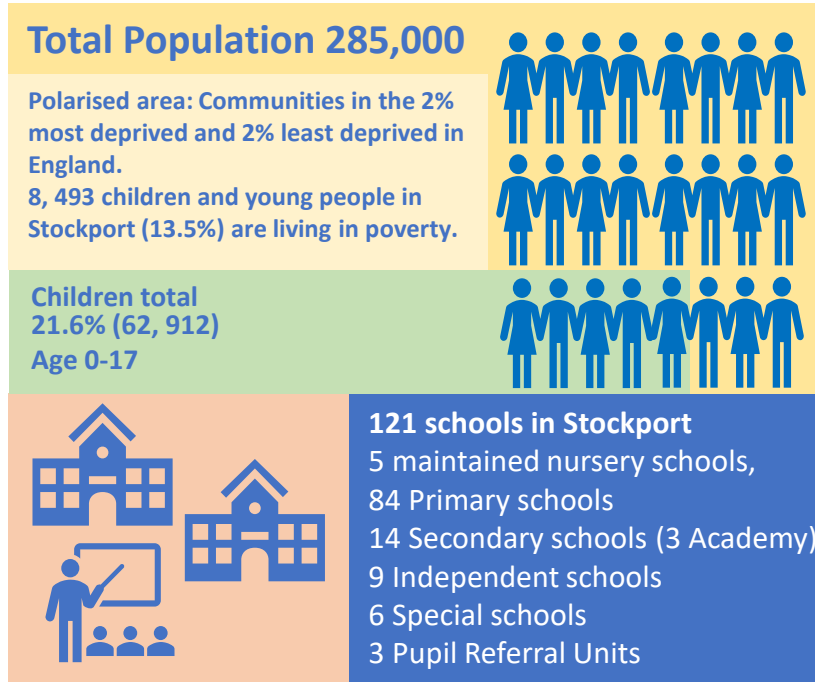 Total Population 285,000
Polarised area: Communities in the 2%
most deprived and 2% least deprived in
England.
8, 493 children and young people in
Stockport (13.5%) are living in poverty.
Children total
21.6% (62, 912)
Age 0-17
121 schools in Stockport
5 maintained nursery schools,
84 Primary schools
14 Secondary schools (3 Academy)
9 Independent schools
6 Special schools
3 Pupil Referral Units